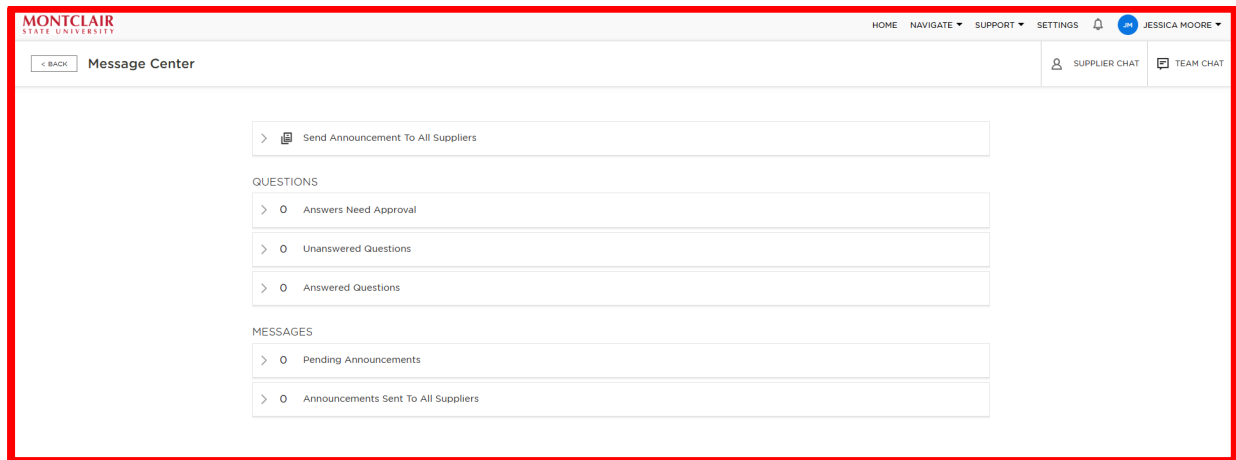 MONTCLAIR
STATE UNIVERSITY
HOME NAVIGATE SUPPORT SETTINGS JM JESSICA MOORE
< BACK Message Center SUPPLIER CHAT TEAM CHAT
Send Announcement To All Suppliers
QUESTIONS
0 Answers Need Approval
0 Unanswered Questions
0 Answered Questions
MESSAGES
0 Pending Announcements
0 Announcements Sent To All Suppliers